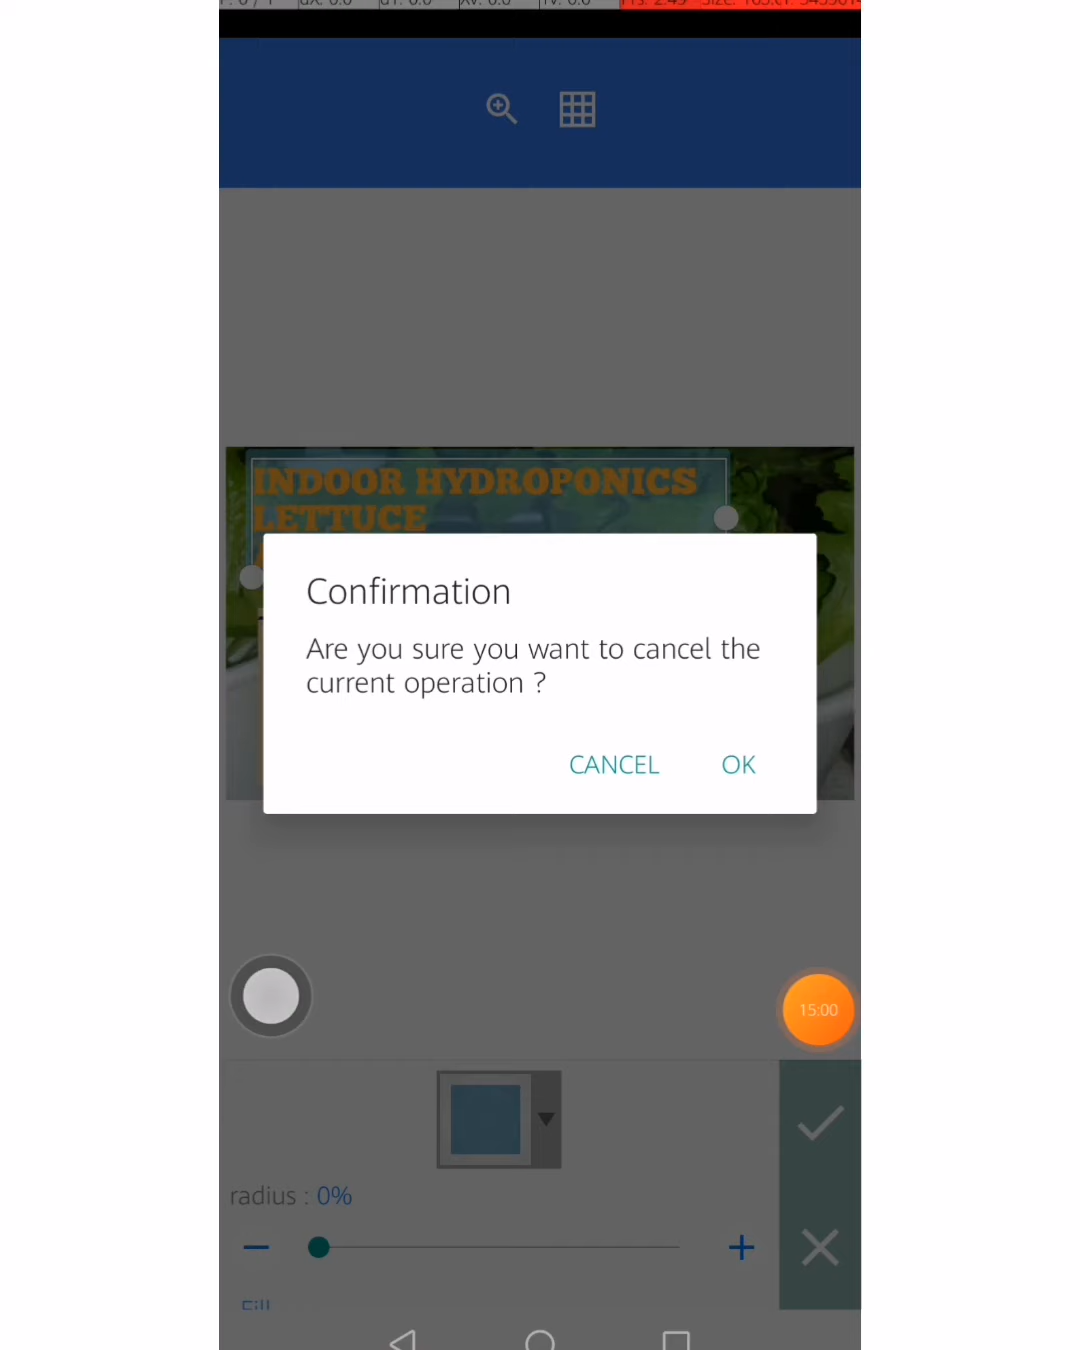 INDOOR HYDROPONICS
LETTUCE
Confirmation
Are you sure you want to cancel the
current operation ?
CANCEL OK
15:00
radius : 0%
Fill